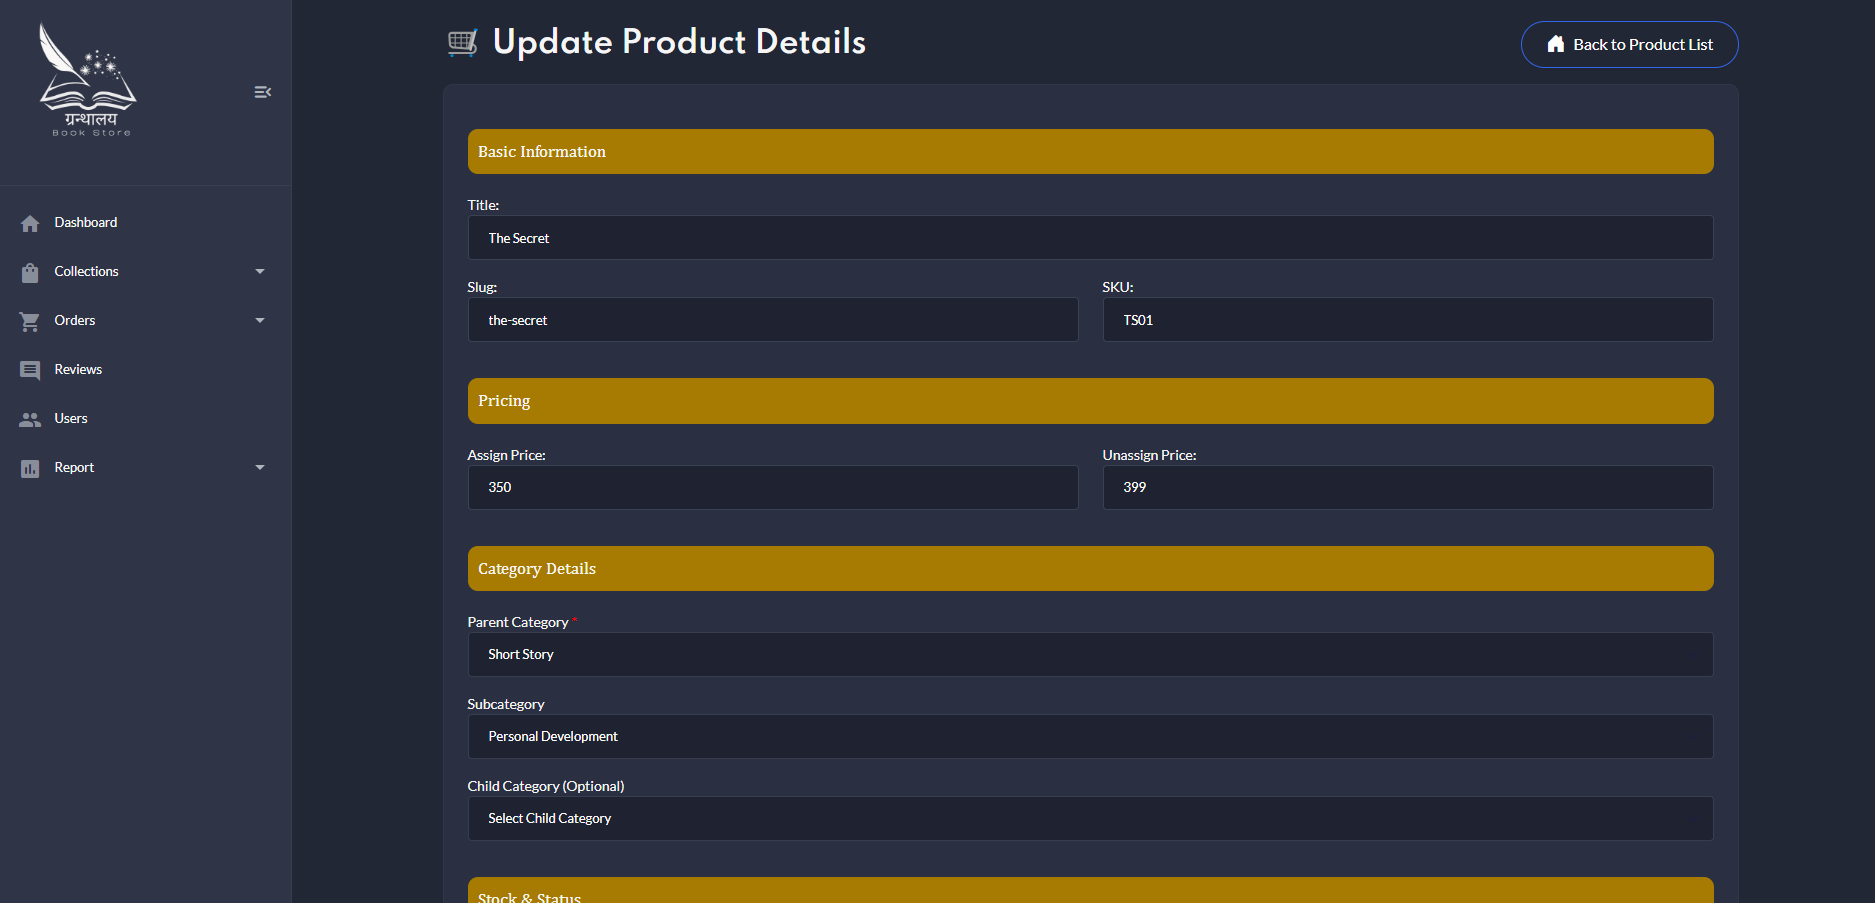 ग्रन्थालय
Book Store
Dashboard
Collections
Orders
Reviews
Users
Report
Update Product Details
Back to Product List
Basic Information
Title:
The Secret
Slug:
SKU:
the-secret
TS01
Pricing
Assign Price:
Unassign Price:
350
399
Category Details
Parent Category *
Short Story
Subcategory
Personal Development
Child Category (Optional)
Select Child Category
Stock & Status